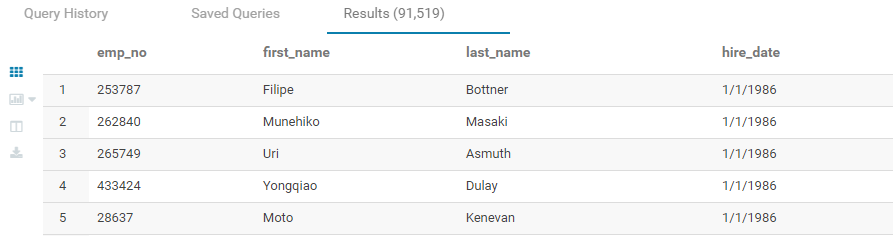 Query History Saved Queries Results (91,519)
emp_no first_name last_name hire_date
1 253787 Filipe Bottner 1/1/1986
2 262840 Munehiko Masaki 1/1/1986
3 265749 Uri Asmuth 1/1/1986
4 433424 Yongqiao Dulay 1/1/1986
5 28637 Moto Kenevan 1/1/1986